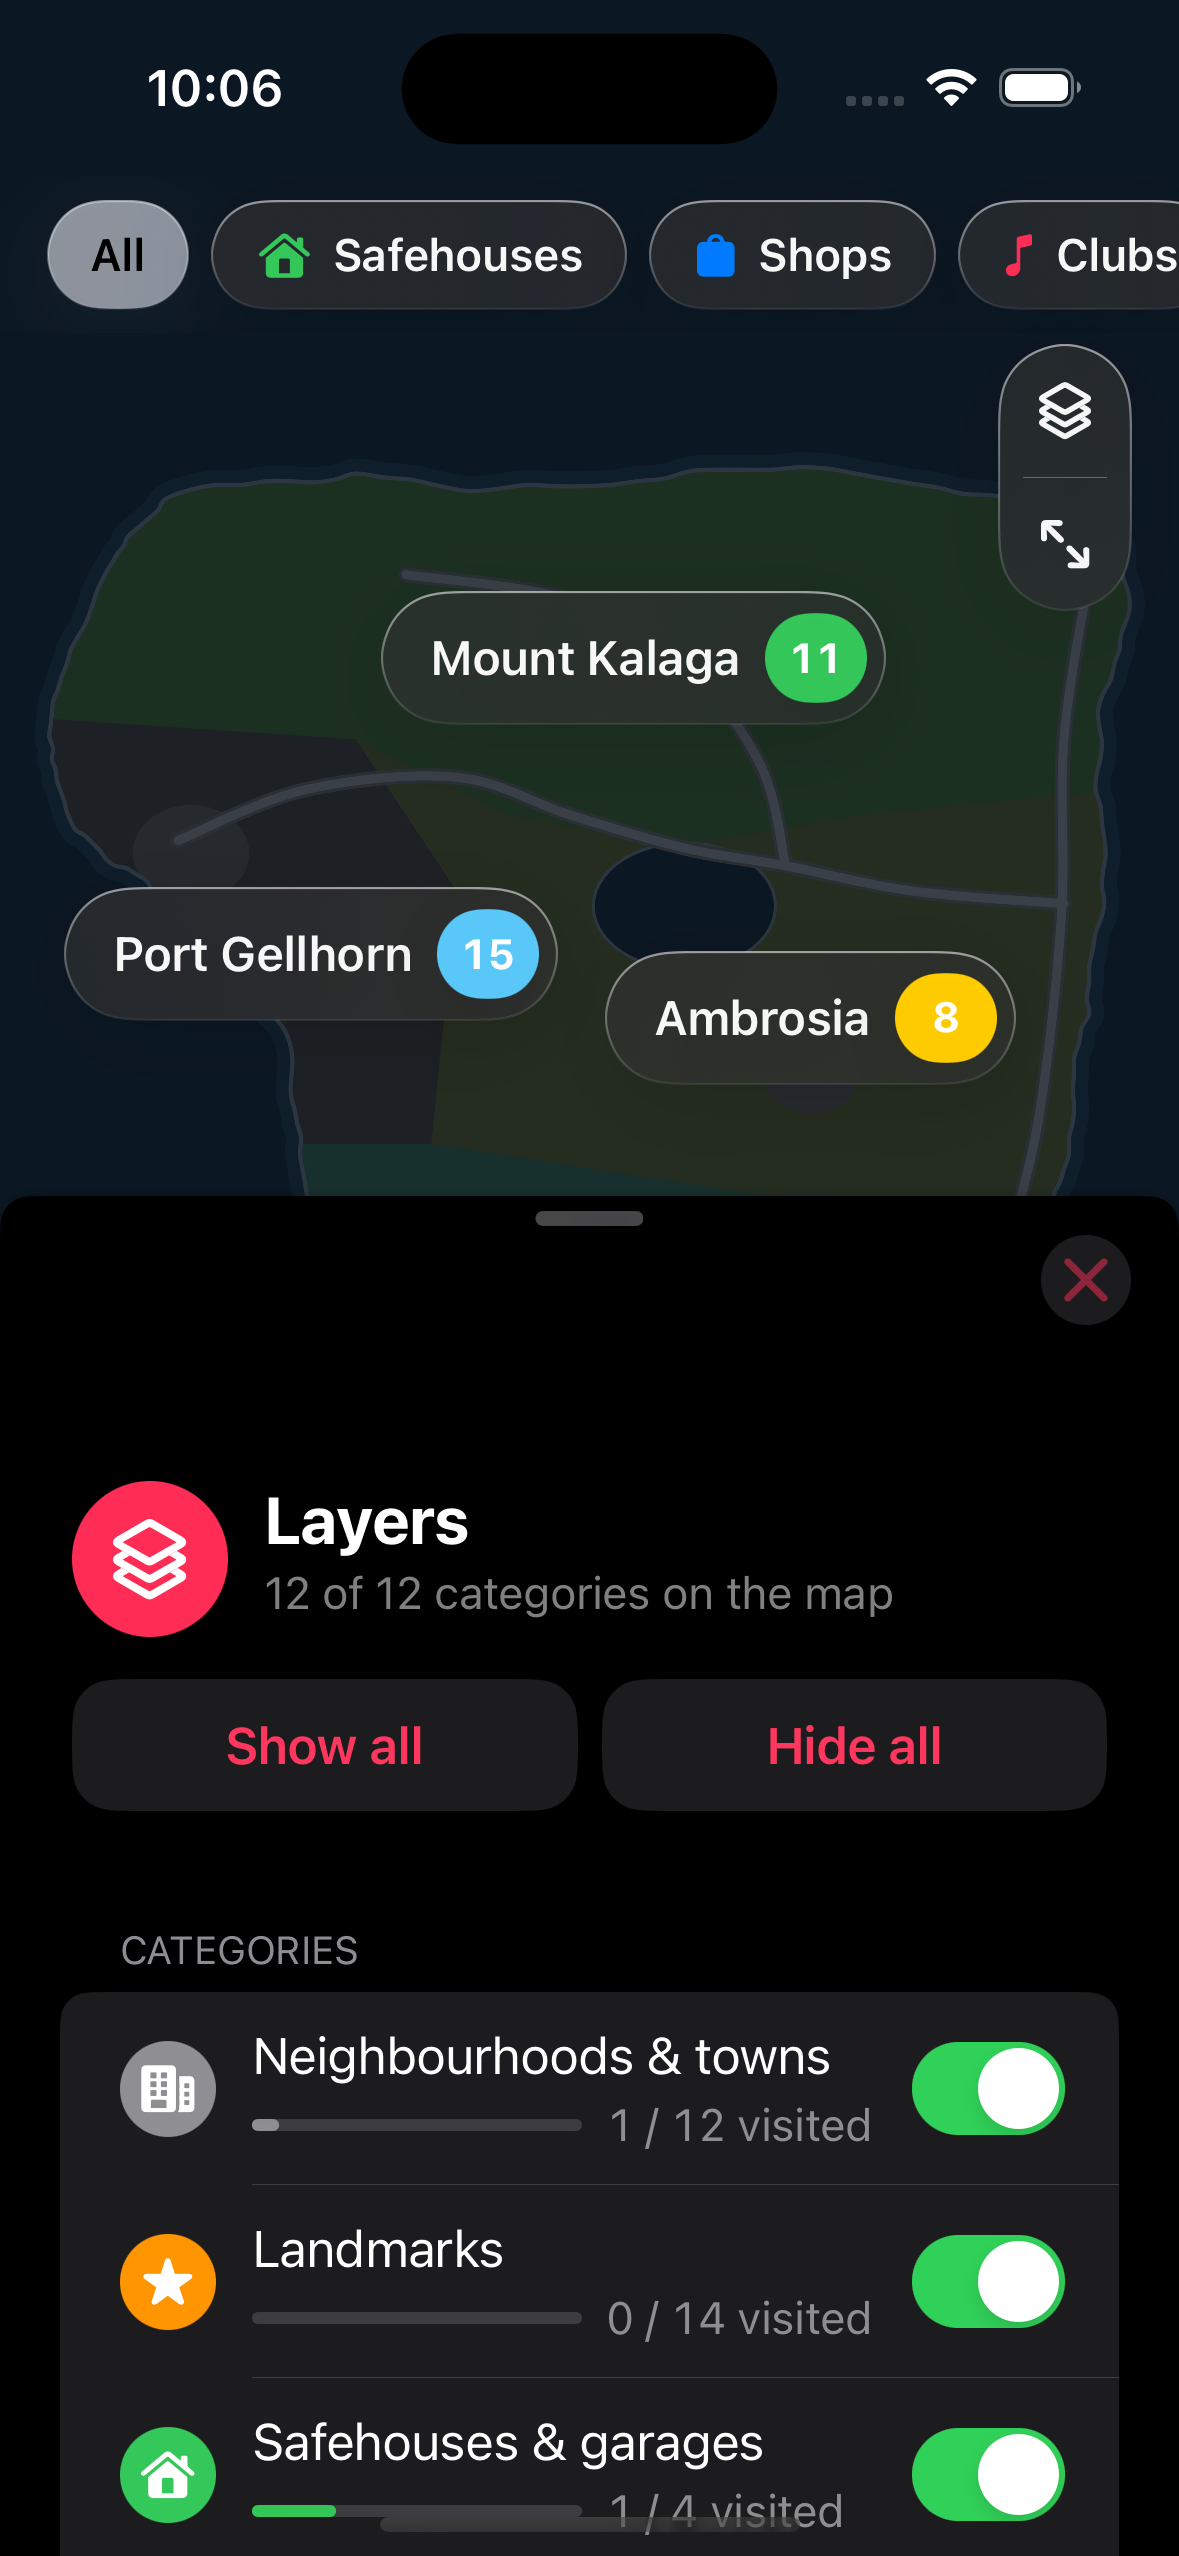 10:06
All
Safehouses
Shops
Clubs
Mount Kalaga 11
Port Gellhorn 15
Ambrosia 8
Layers
12 of 12 categories on the map
Show all
Hide all
CATEGORIES
Neighbourhoods & towns
1 / 12 visited
Landmarks
0 / 14 visited
Safehouses & garages
1 / 4 visited